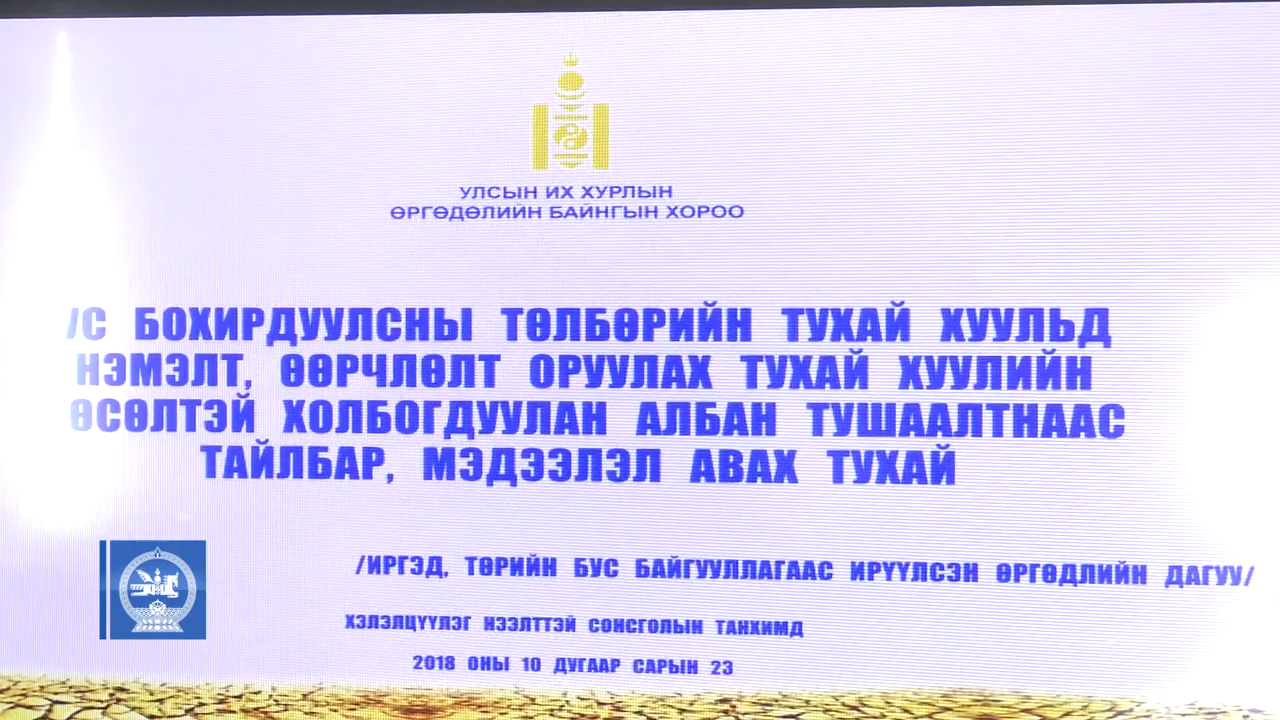 УЛСЫН ИХ ХУРЛЫН
ӨРГӨДӨЛИЙН БАЙНГЫН ХОРОО
БОХИРДУУЛСНЫ ТӨЛБӨРИЙН ТУХАЙ ХУУЛЬД
НЭМЭЛТ, ӨӨРЧЛӨЛТ ОРУУЛАХ ТУХАЙ ХУУЛИЙН
ХОЛБОГДУУЛАН АЛБАН ТУШААЛТНААС
ТАЙЛБАР, МЭДЭЭЛЭЛ АВАХ ТУХАЙ
/ИРГЭД, ТӨРИЙН БУС БАЙГУУЛЛАГААС ИРҮҮЛСЭН ӨРГӨДЛИЙН ДАГУУ/
ХЭЛЭЛЦҮҮЛЭГ НЭЭЛТТЭЙ СОНСГОЛЫН ТАНХИМД
2018 ОНЫ 10 ДУГААР САРЫН 23